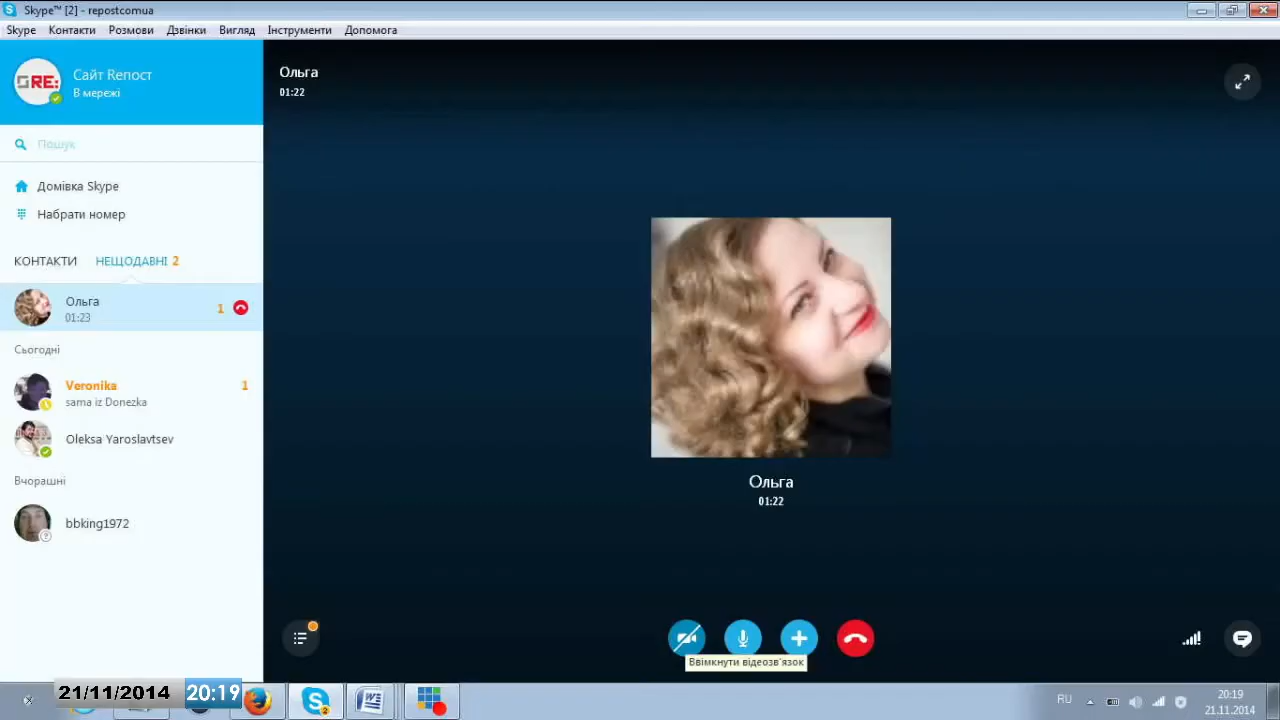 Skype™ [2] - repostcomua
Skype Контакти Розмови Дзвінки Вигляд Інструменти Допомога
RE:
Сайт Репост
В мережі
Пошук
Домівка Skype
Набрати номер
КОНТАКТИ НЕЩОДАВНІ 2
Ольга
01:23
1
Сьогодні
Veronika
1
sama iz Donezka
Oleksa Yaroslavtsev
Вчорашні
bbking1972
Ольга
01:22
Ольга
01:22
Ввімкнути відеозв'язок
21/11/2014 20:19
2
W
RU
20:19
21.11.2014